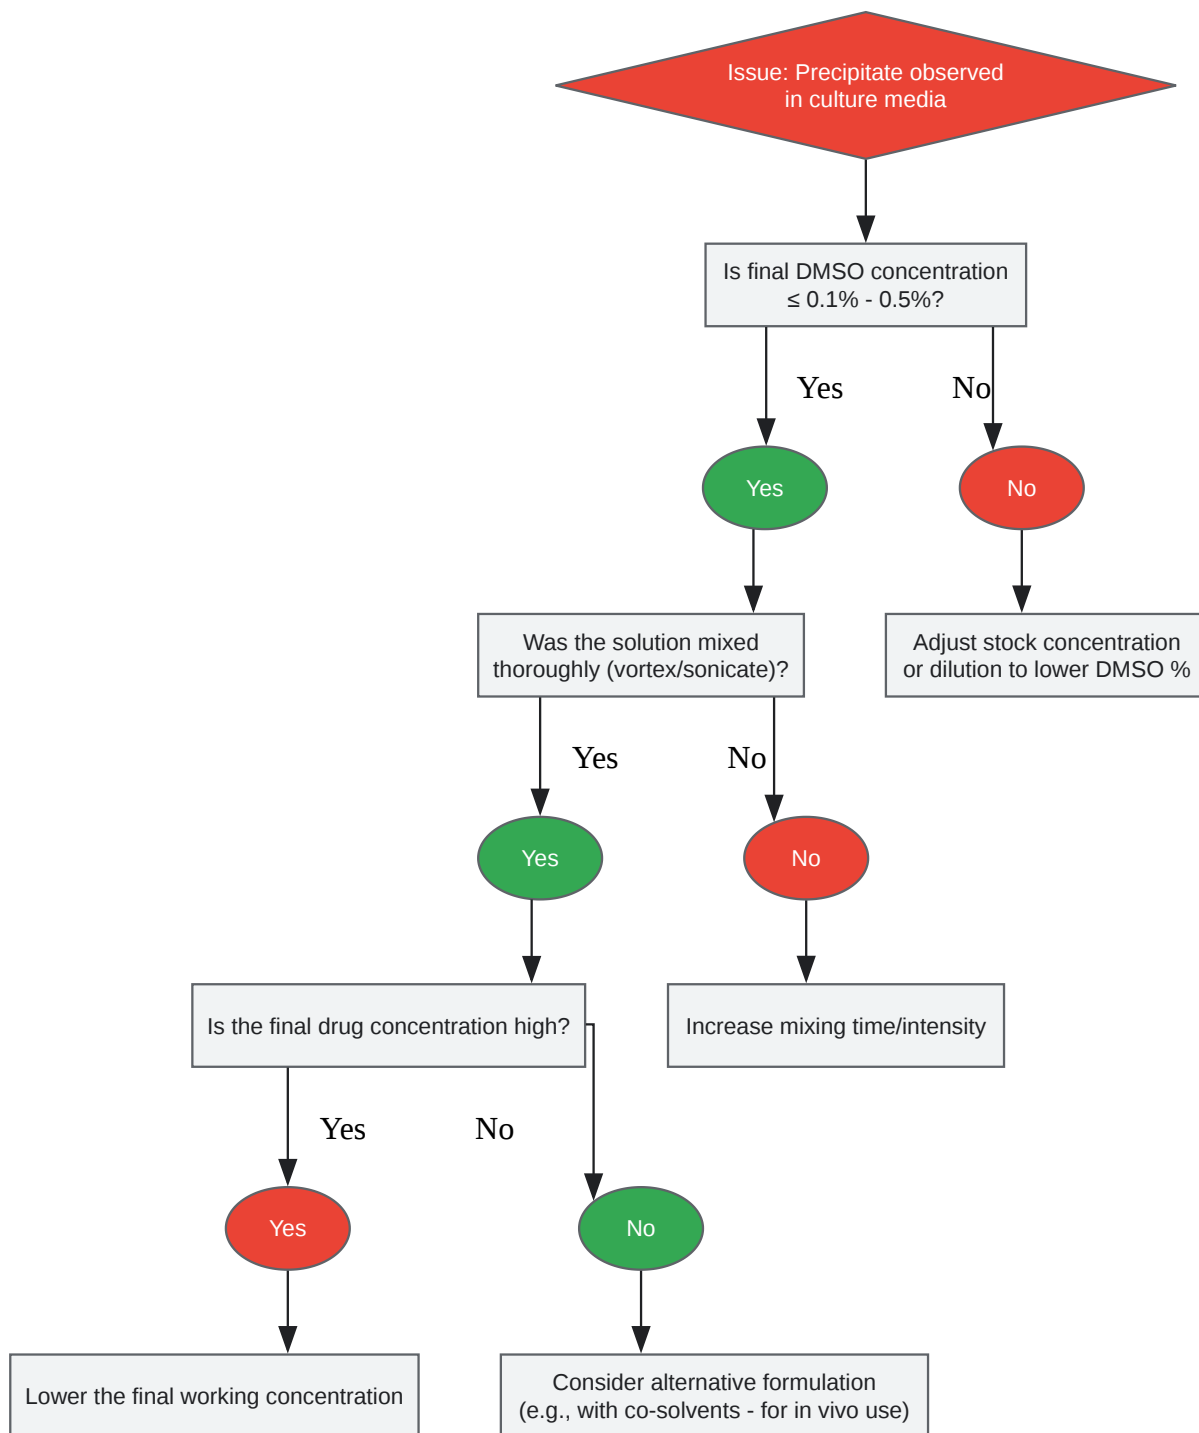 Issue: Precipitate observed
in culture media
Is final DMSO concentration
≤ 0.1% - 0.5%?
Yes
No
Yes
No
Was the solution mixed
thoroughly (vortex/sonicate)?
Adjust stock concentration
or dilution to lower DMSO %
Yes
No
Yes
No
Is the final drug concentration high?
Increase mixing time/intensity
Yes
No
Yes
No
Lower the final working concentration
Consider alternative formulation
(e.g., with co-solvents - for in vivo use)